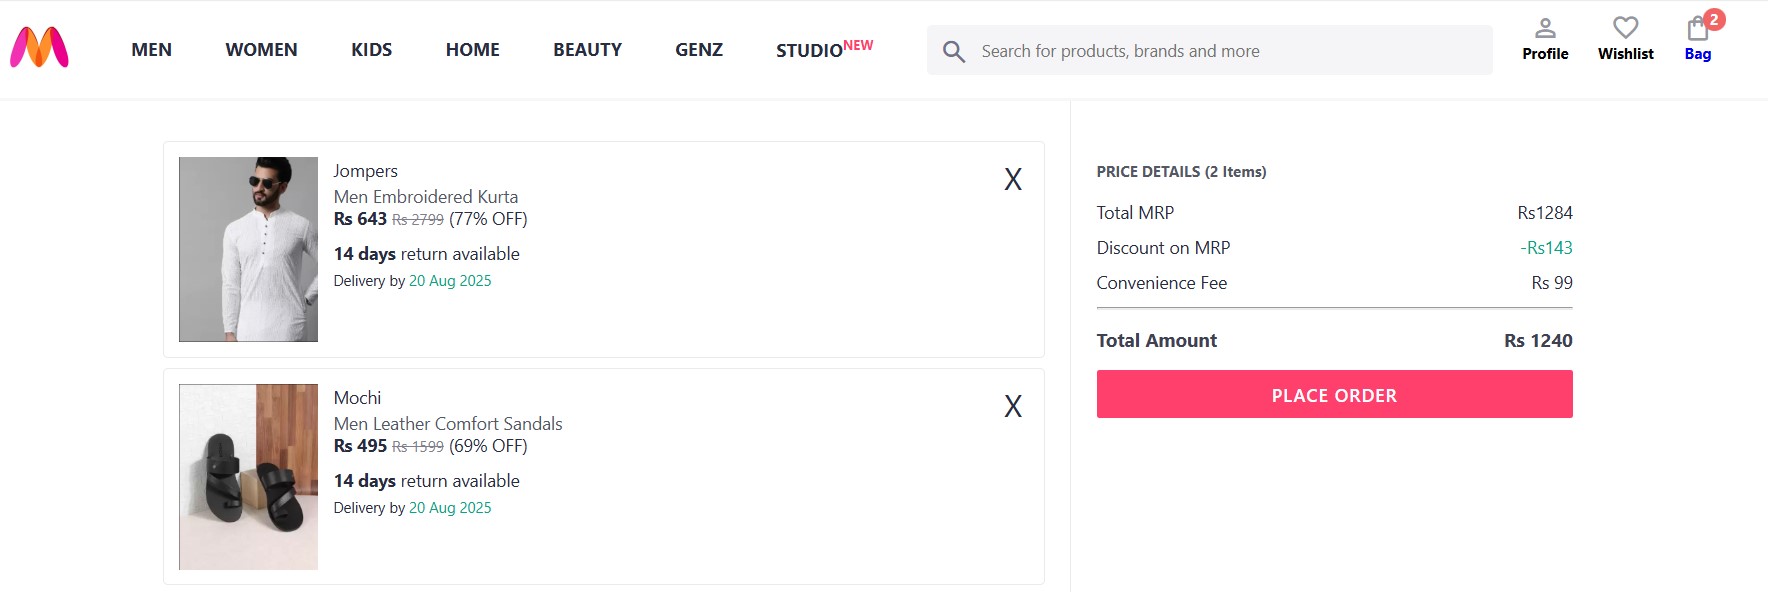 MEN WOMEN KIDS HOME BEAUTY GENZ STUDIONEW Search for products, brands and more Profile Wishlist Bag 2
Jompers
Men Embroidered Kurta
Rs 643 Rs 2799 (77% OFF)
14 days return available
Delivery by 20 Aug 2025
X
Mochi
Men Leather Comfort Sandals
Rs 495 Rs 1599 (69% OFF)
14 days return available
Delivery by 20 Aug 2025
X
PRICE DETAILS (2 Items)
Total MRP Rs1284
Discount on MRP -Rs143
Convenience Fee Rs 99
Total Amount Rs 1240
PLACE ORDER